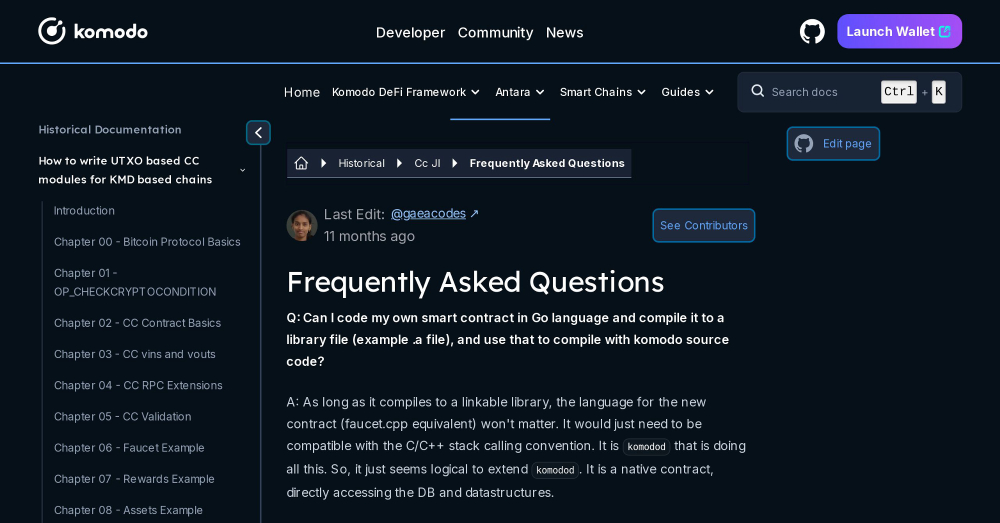 komodo
Developer Community News
Launch Wallet
Home Komodo DeFi Framework Antara Smart Chains Guides
Search docs Ctrl + K
Historical Documentation
How to write UTXO based CC
modules for KMD based chains
Introduction
Chapter 00 - Bitcoin Protocol Basics
Chapter 01 -
OP_CHECKCRYPTOCONDITION
Chapter 02 - CC Contract Basics
Chapter 03 - CC vins and vouts
Chapter 04 - CC RPC Extensions
Chapter 05 - CC Validation
Chapter 06 - Faucet Example
Chapter 07 - Rewards Example
Chapter 08 - Assets Example
Historical Cc JI Frequently Asked Questions
Edit page
Last Edit: @gaeacodes ↗
11 months ago
See Contributors
Frequently Asked Questions
Q: Can I code my own smart contract in Go language and compile it to a
library file (example .a file), and use that to compile with komodo source
code?
A: As long as it compiles to a linkable library, the language for the new
contract (faucet.cpp equivalent) won't matter. It would just need to be
compatible with the C/C++ stack calling convention. It is komodod that is doing
all this. So, it just seems logical to extend komodod. It is a native contract,
directly accessing the DB and datastructures.